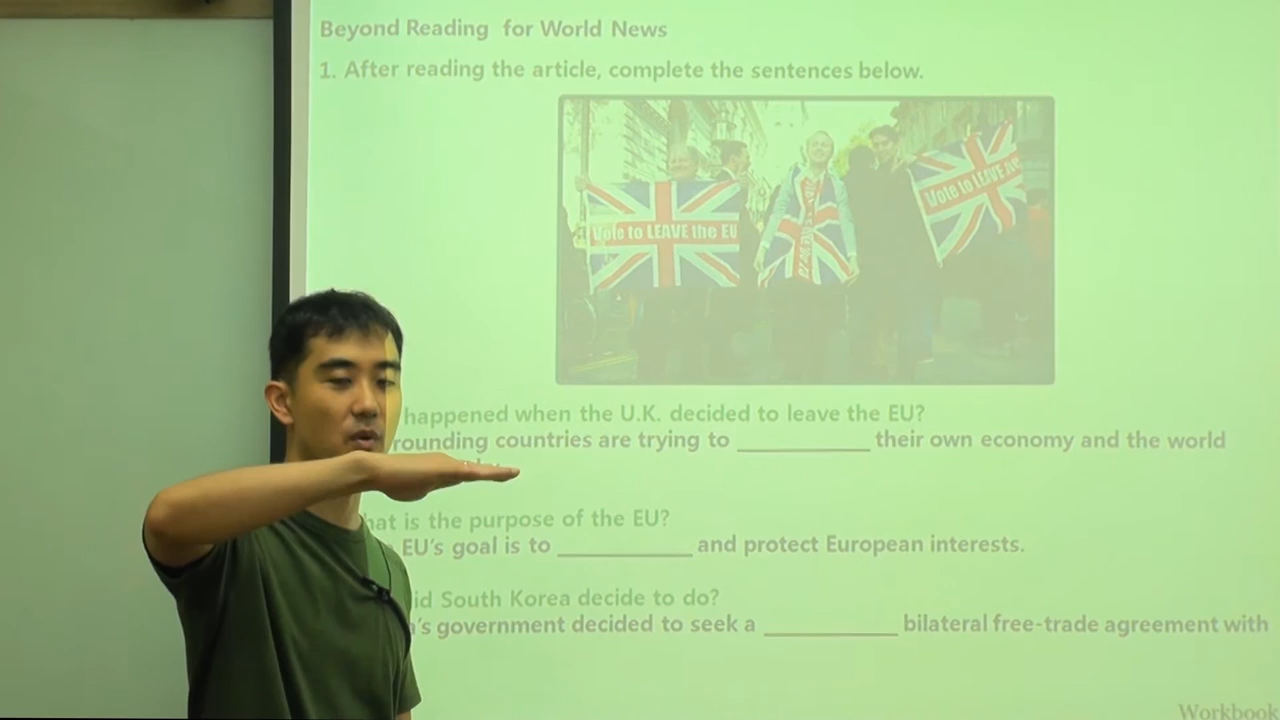 Beyond Reading for World News
1. After reading the article, complete the sentences below.
Vote to LEAVE the EU
Vote to LEAVE
happened when the U.K. decided to leave the EU?
rounding countries are trying to __________ their own economy and the world
hat is the purpose of the EU?
EU's goal is to __________ and protect European interests.
id South Korea decide to do?
's government decided to seek a __________ bilateral free-trade agreement with
Workbook